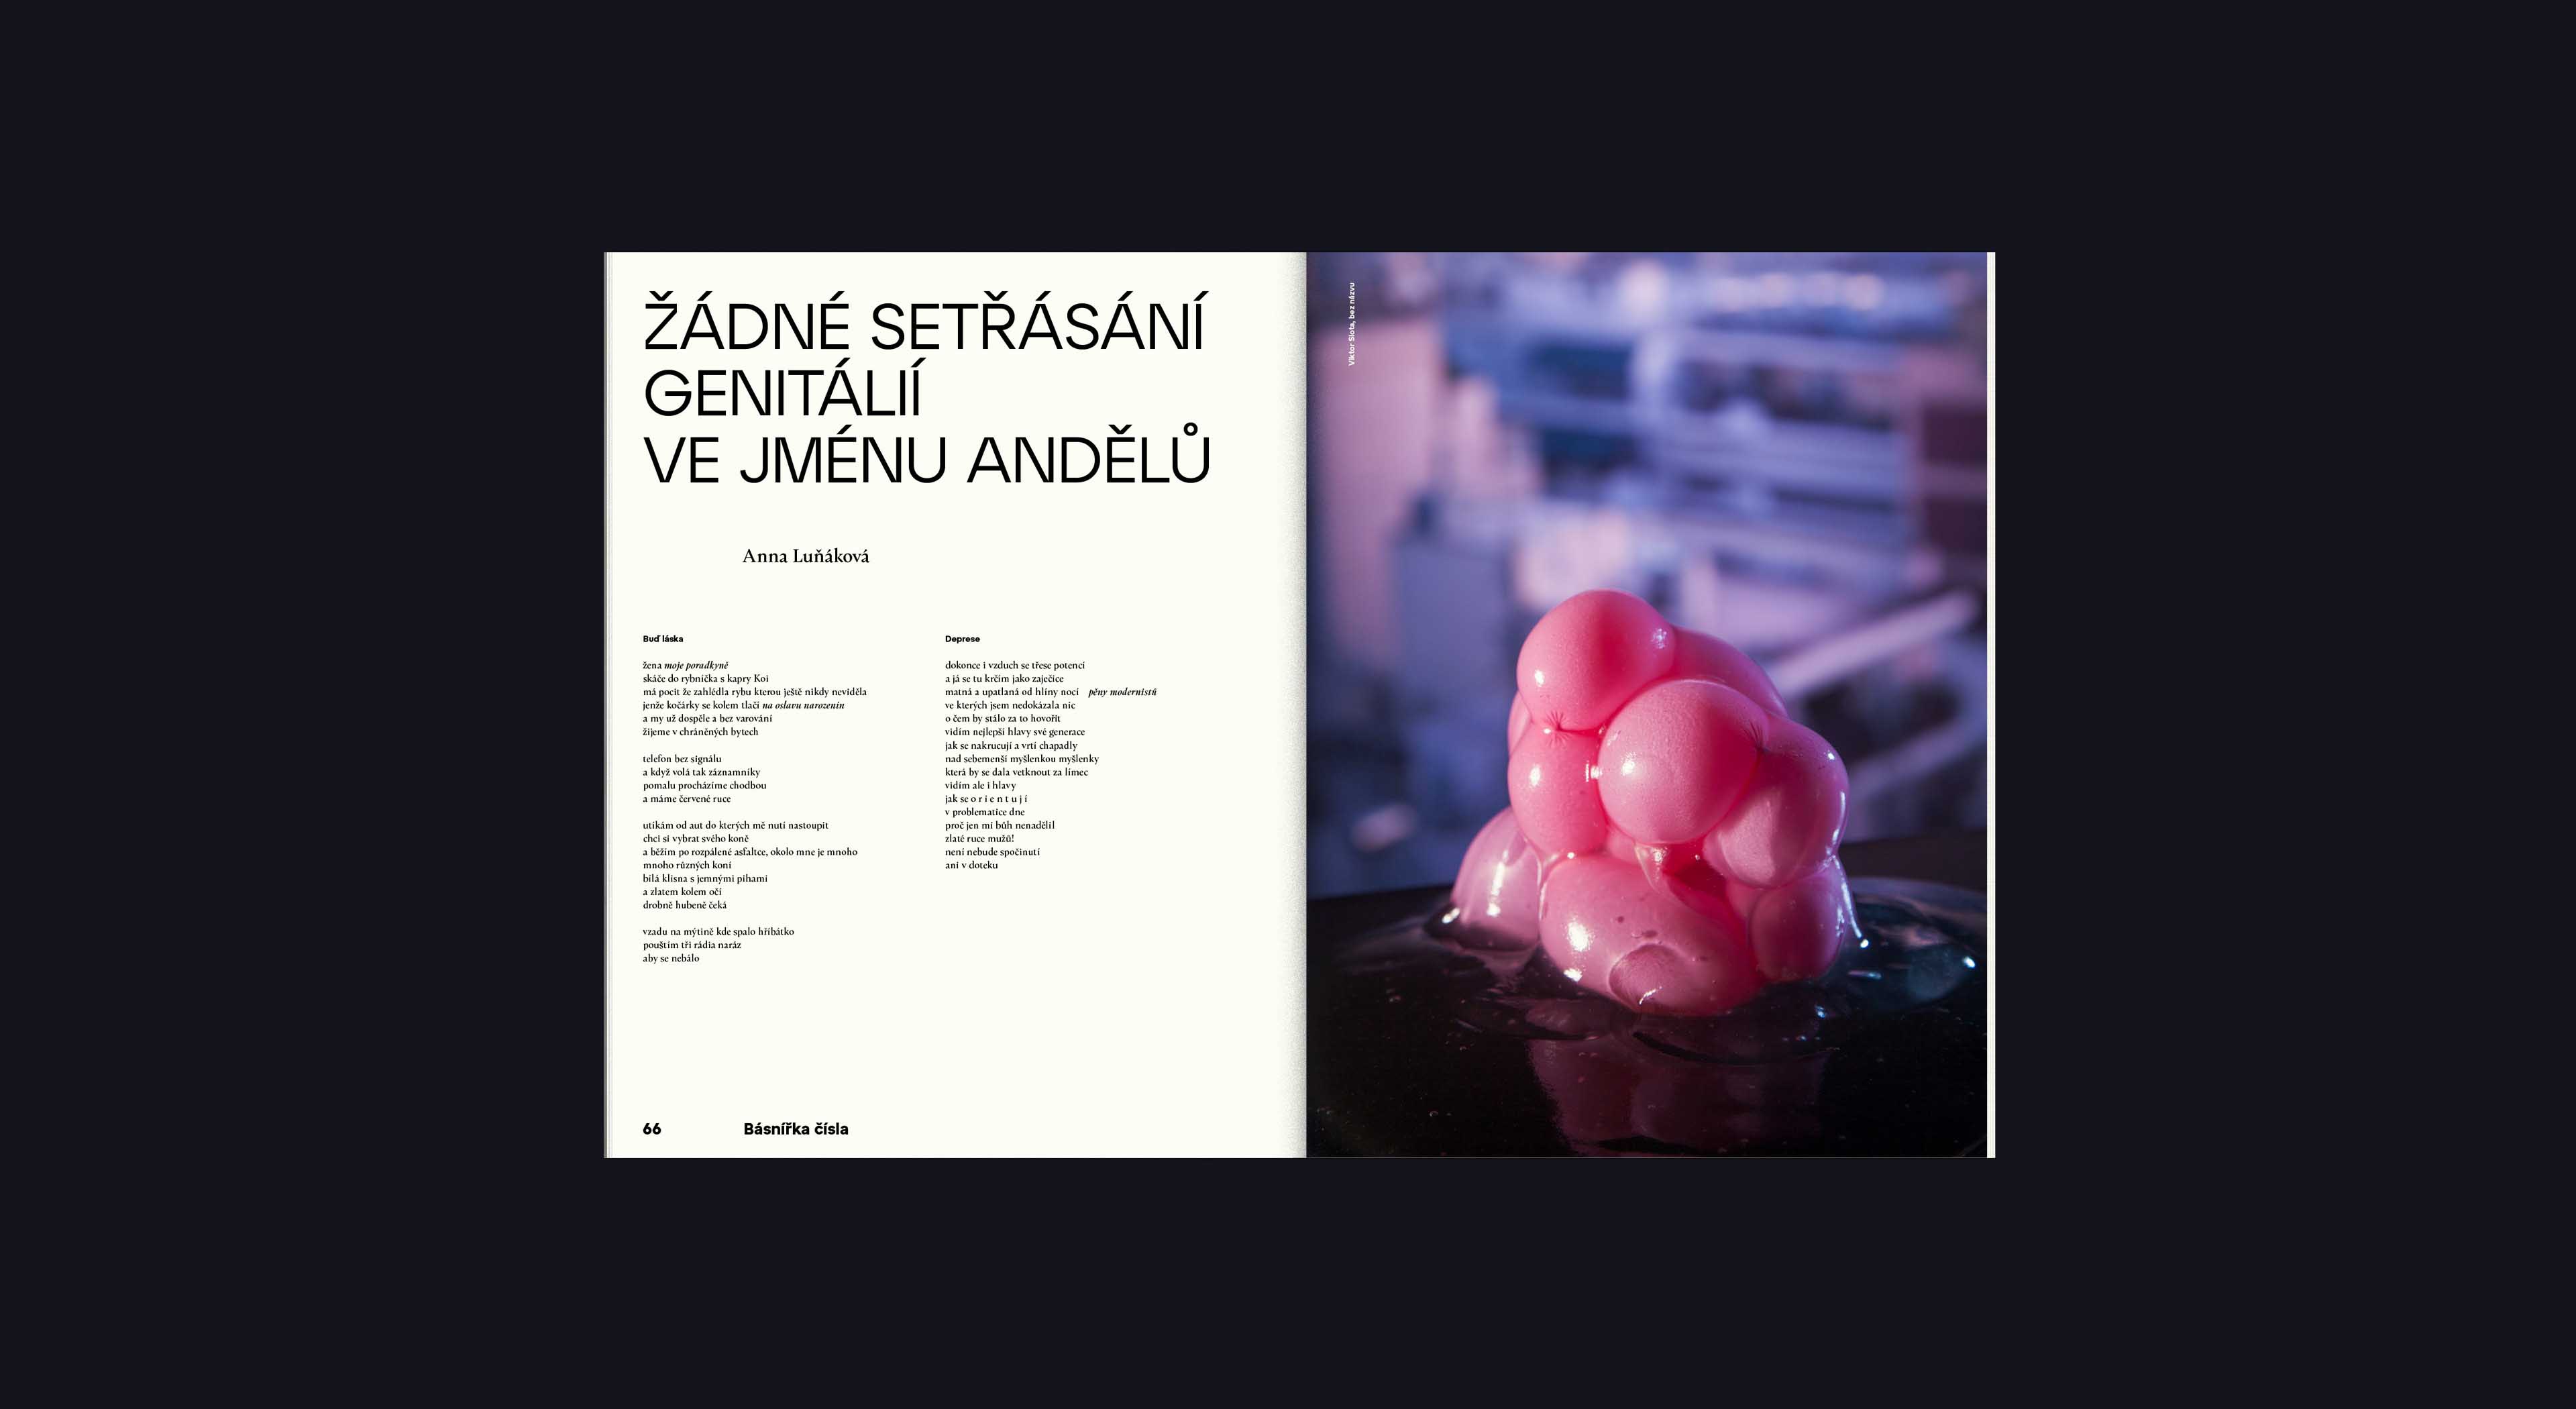 ŽÁDNÉ SETŘÁSÁNÍ
GENITÁLIÍ
VE JMÉNU ANDĚLŮ
Anna Luňáková
Buď láska
žena moje poradkyně
skáče do rybníčka s kapry Koi
má pocit že zahlédla rybu kterou ještě nikdy neviděla
jenže kočárky se kolem tlačí na oslavu narozenin
a my už dospěle a bez varování
žijeme v chráněných bytech
telefon bez signálu
a když volá tak záznamníky
pomalu procházíme chodbou
a máme červené ruce
utíkám od aut do kterých mě nutí nastoupit
chci si vybrat svého koně
a běžím po rozpálené asfaltce, okolo mne je mnoho
mnoho různých koní
bílá klisna s jemnými pihami
a zlatem kolem očí
drobně hubeně čeká
vzadu na mýtině kde spalo hříbátko
pouštím tři rádia naráz
aby se nebálo
Deprese
dokonce i vzduch se třese potencí
a já se tu krčím jako zaječice
matná a upatlaná od hlíny nocí pěny modernistů
ve kterých jsem nedokázala nic
o čem by stálo za to hovořit
vidím nejlepší hlavy své generace
jak se nakrucují a vrtí chapadly
nad sebemenší myšlenkou myšlenky
která by se dala vetknout za límec
vidím ale i hlavy
jak se o r i e n t u j í
v problematice dne
proč jen mi bůh nenadělil
zlaté ruce mužů!
není nebude spočinutí
ani v doteku
66 Básnířka čísla
Viktor Slota, bez názvu